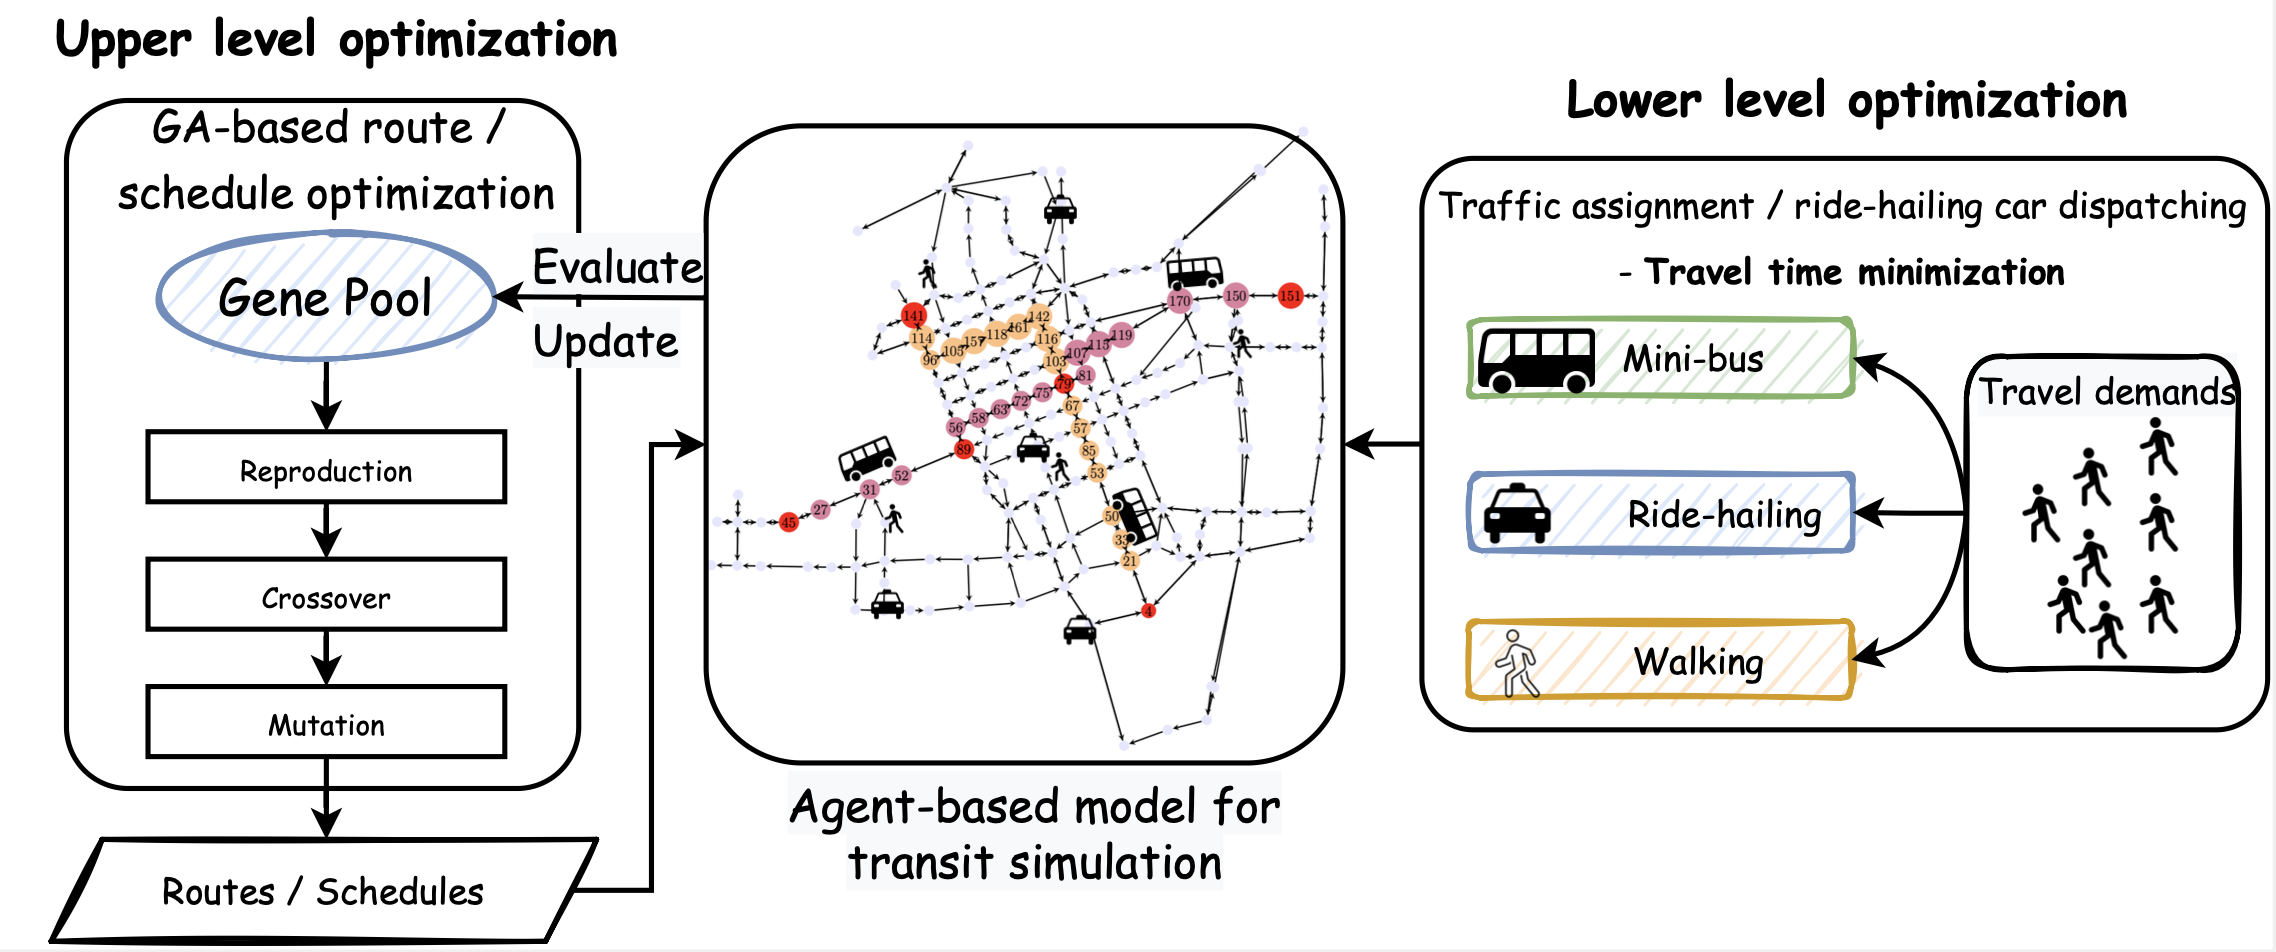 Upper level optimization
GA-based route /
schedule optimization
Gene Pool
Reproduction
Crossover
Mutation
Routes / Schedules
Evaluate
Update
141
114
96
105
157
118
161
142
116
103
107
115
119
170
150
151
81
79
75
72
63
58
56
89
67
57
85
53
52
31
27
45
50
33
21
4
Agent-based model for
transit simulation
Lower level optimization
Traffic assignment / ride-hailing car dispatching
- Travel time minimization
Mini-bus
Ride-hailing
Walking
Travel demands